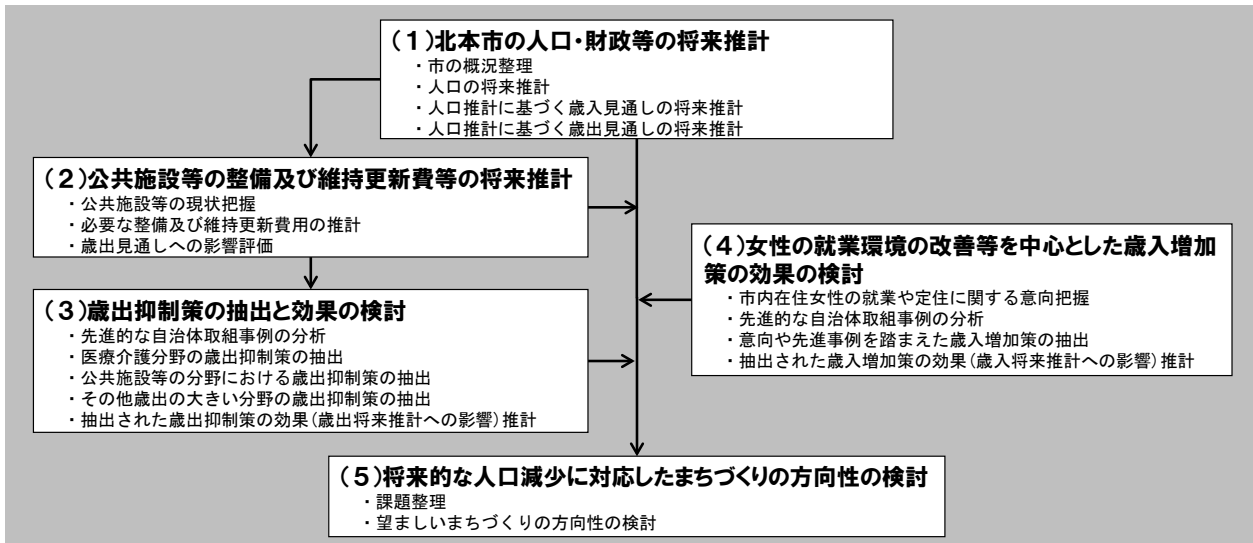 (1)北本市の人口・財政等の将来推計
・市の概況整理
・人口の将来推計
・人口推計に基づく歳入見通しの将来推計
・人口推計に基づく歳出見通しの将来推計
(2)公共施設等の整備及び維持更新費等の将来推計
・公共施設等の現状把握
・必要な整備及び維持更新費用の推計
・歳出見通しへの影響評価
(3)歳出抑制策の抽出と効果の検討
・先進的な自治体取組事例の分析
・医療介護分野の歳出抑制策の抽出
・公共施設等の分野における歳出抑制策の抽出
・その他歳出の大きい分野の歳出抑制策の抽出
・抽出された歳出抑制策の効果(歳出将来推計への影響)推計
(4)女性の就業環境の改善等を中心とした歳入増加
策の効果の検討
・市内在住女性の就業や定住に関する意向把握
・先進的な自治体取組事例の分析
・意向や先進事例を踏まえた歳入増加策の抽出
・抽出された歳入増加策の効果(歳入将来推計への影響)推計
(5)将来的な人口減少に対応したまちづくりの方向性の検討
・課題整理
・望ましいまちづくりの方向性の検討